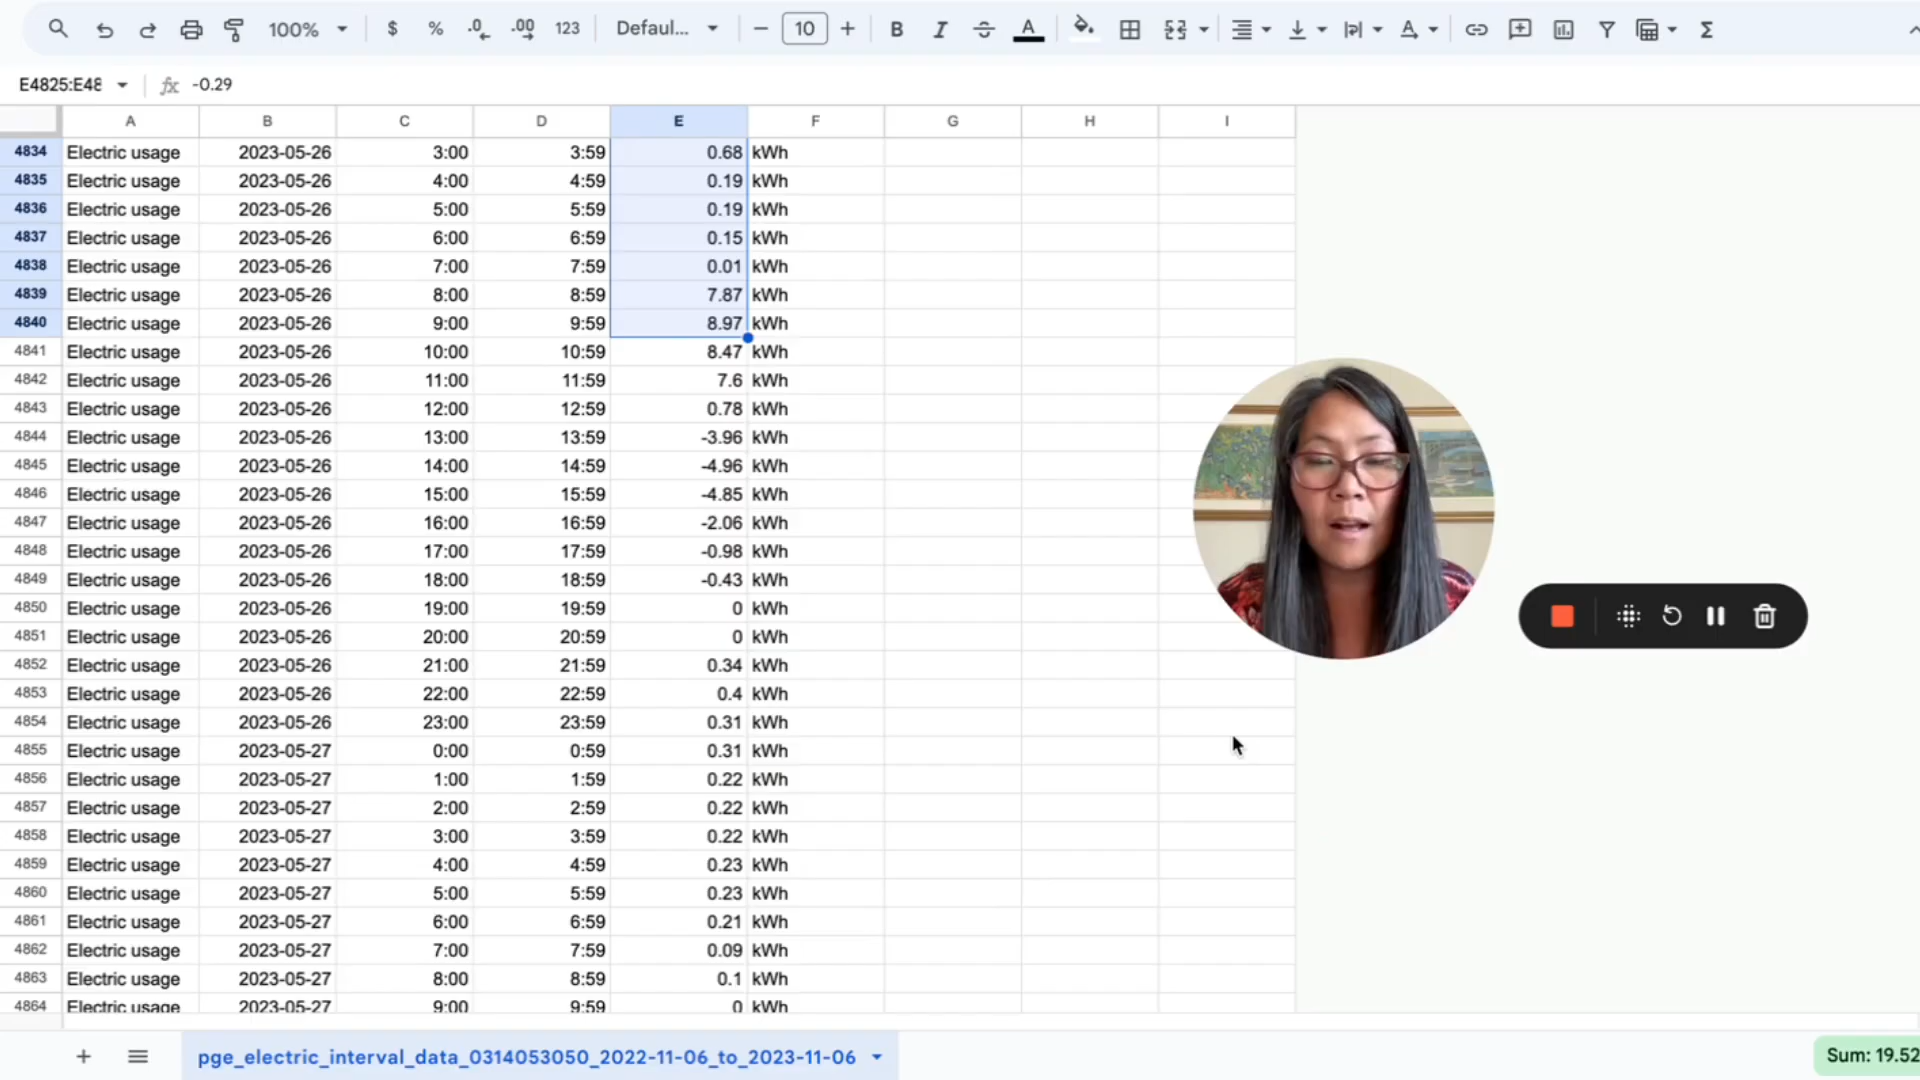 100% $ % .0 .00 123 Defaul... 10 B I A A Σ
E4825:E48 fx -0.29
A B C D E F G H I
4834 Electric usage 2023-05-26 3:00 3:59 0.68 kWh
4835 Electric usage 2023-05-26 4:00 4:59 0.19 kWh
4836 Electric usage 2023-05-26 5:00 5:59 0.19 kWh
4837 Electric usage 2023-05-26 6:00 6:59 0.15 kWh
4838 Electric usage 2023-05-26 7:00 7:59 0.01 kWh
4839 Electric usage 2023-05-26 8:00 8:59 7.87 kWh
4840 Electric usage 2023-05-26 9:00 9:59 8.97 kWh
4841 Electric usage 2023-05-26 10:00 10:59 8.47 kWh
4842 Electric usage 2023-05-26 11:00 11:59 7.6 kWh
4843 Electric usage 2023-05-26 12:00 12:59 0.78 kWh
4844 Electric usage 2023-05-26 13:00 13:59 -3.96 kWh
4845 Electric usage 2023-05-26 14:00 14:59 -4.96 kWh
4846 Electric usage 2023-05-26 15:00 15:59 -4.85 kWh
4847 Electric usage 2023-05-26 16:00 16:59 -2.06 kWh
4848 Electric usage 2023-05-26 17:00 17:59 -0.98 kWh
4849 Electric usage 2023-05-26 18:00 18:59 -0.43 kWh
4850 Electric usage 2023-05-26 19:00 19:59 0 kWh
4851 Electric usage 2023-05-26 20:00 20:59 0 kWh
4852 Electric usage 2023-05-26 21:00 21:59 0.34 kWh
4853 Electric usage 2023-05-26 22:00 22:59 0.4 kWh
4854 Electric usage 2023-05-26 23:00 23:59 0.31 kWh
4855 Electric usage 2023-05-27 0:00 0:59 0.31 kWh
4856 Electric usage 2023-05-27 1:00 1:59 0.22 kWh
4857 Electric usage 2023-05-27 2:00 2:59 0.22 kWh
4858 Electric usage 2023-05-27 3:00 3:59 0.22 kWh
4859 Electric usage 2023-05-27 4:00 4:59 0.23 kWh
4860 Electric usage 2023-05-27 5:00 5:59 0.23 kWh
4861 Electric usage 2023-05-27 6:00 6:59 0.21 kWh
4862 Electric usage 2023-05-27 7:00 7:59 0.09 kWh
4863 Electric usage 2023-05-27 8:00 8:59 0.1 kWh
4864 Electric usage 2023-05-27 9:00 9:59 0 kWh
pge_electric_interval_data_0314053050_2022-11-06_to_2023-11-06 Sum: 19.52